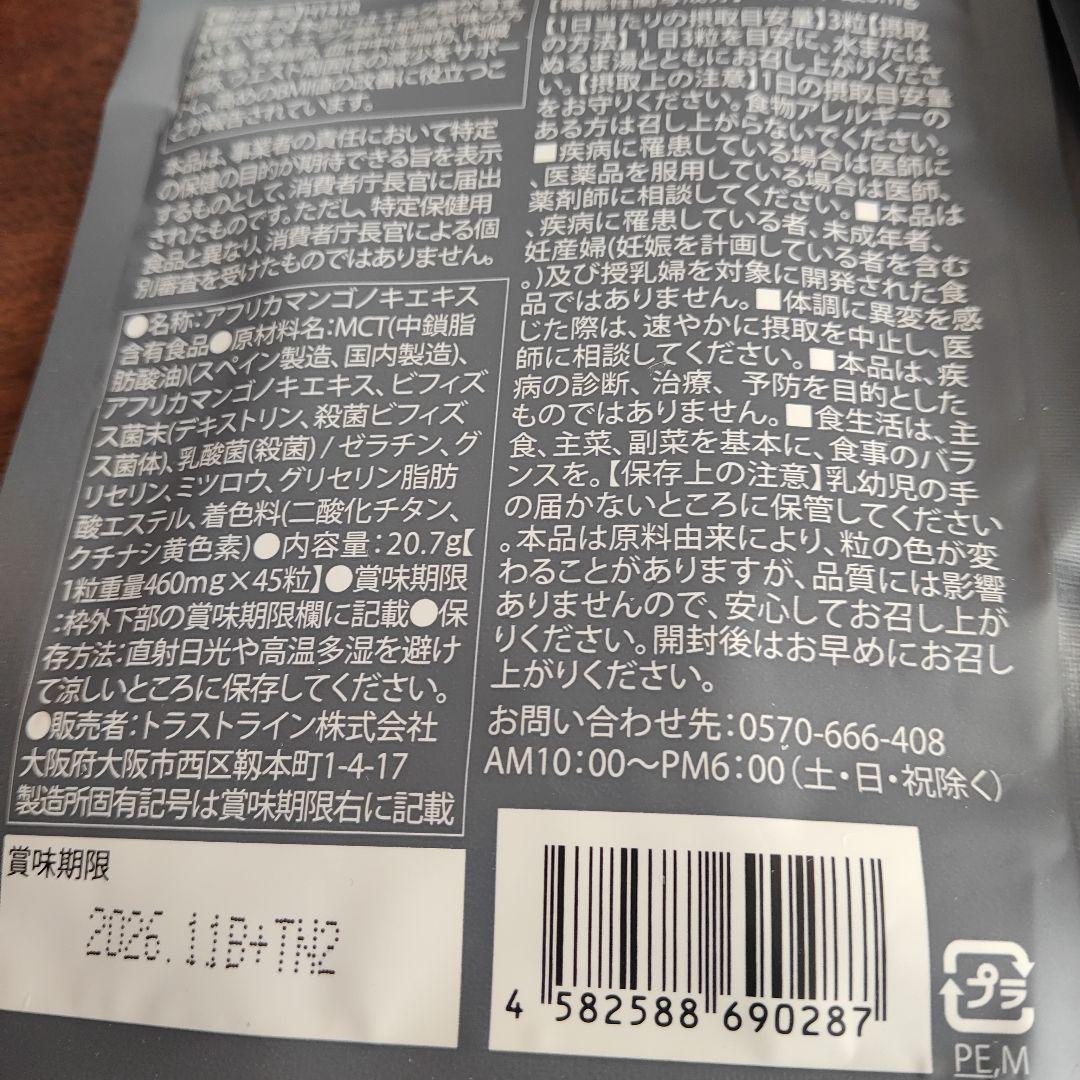 の減少をサポー
値の改善に役立つこ
とが報告されています。
本品は、事業者の責任において特定
の保健の目的が期待できる旨を表示
するものとして、消費者庁長官に届出
されたものです。ただし、特定保健用
食品と異なり、消費者庁長官による個
別審査を受けたものではありません。
●名称:アフリカマンゴノキエキス
含有食品●原材料名:MCT(中鎖脂
肪酸油)(スペイン製造、国内製造)、
アフリカマンゴノキエキス、ビフィズ
ス菌末(デキストリン、殺菌ビフィズ
ス菌体)、乳酸菌(殺菌) / ゼラチン、グ
リセリン、ミツロウ、グリセリン脂肪
酸エステル、着色料(二酸化チタン、
クチナシ黄色素)●内容量:20.7g【
1粒重量460mg×45粒】●賞味期限
:枠外下部の賞味期限欄に記載●保
存方法:直射日光や高温多湿を避け
て涼しいところに保存してください。
●販売者:トラストライン株式会社
大阪府大阪市西区靱本町1-4-17
製造所固有記号は賞味期限右に記載
賞味期限
2026.11B+TN2
【1日当たりの摂取目安量】3粒【摂取
の方法】1日3粒を目安に、水または
ぬるま湯とともにお召し上がりくださ
い。【摂取上の注意】1日の摂取目安量
をお守りください。食物アレルギーの
ある方は召し上がらないでください。
■疾病に罹患している場合は医師に
、医薬品を服用している場合は医師、
薬剤師に相談してください。■本品は
、疾病に罹患している者、未成年者、
妊産婦(妊娠を計画している者を含む
。)及び授乳婦を対象に開発された食
品ではありません。■体調に異変を感
じた際は、速やかに摂取を中止し、医
師に相談してください。■本品は、疾
病の診断、治療、予防を目的とした
ものではありません。■食生活は、主
食、主菜、副菜を基本に、食事のバラ
ンスを。【保存上の注意】乳幼児の手
の届かないところに保管してください
。本品は原料由来により、粒の色が変
わることがありますが、品質には影響
ありませんので、安心してお召し上が
りください。開封後はお早めにお召し
上がりください。
お問い合わせ先:0570-666-408
AM10:00〜PM6:00(土・日・祝除く)
4 582588 690287
プラ
PE,M